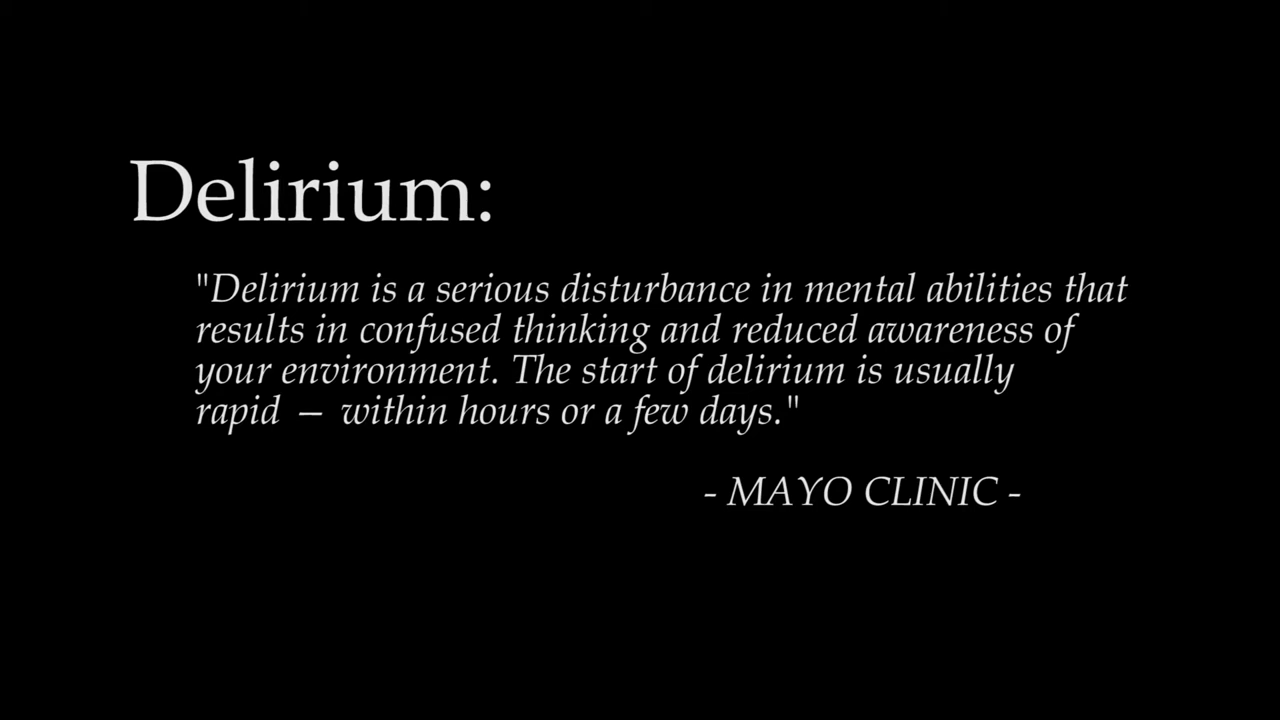 Delirium:
"Delirium is a serious disturbance in mental abilities that
results in confused thinking and reduced awareness of
your environment. The start of delirium is usually
rapid — within hours or a few days."
- MAYO CLINIC -